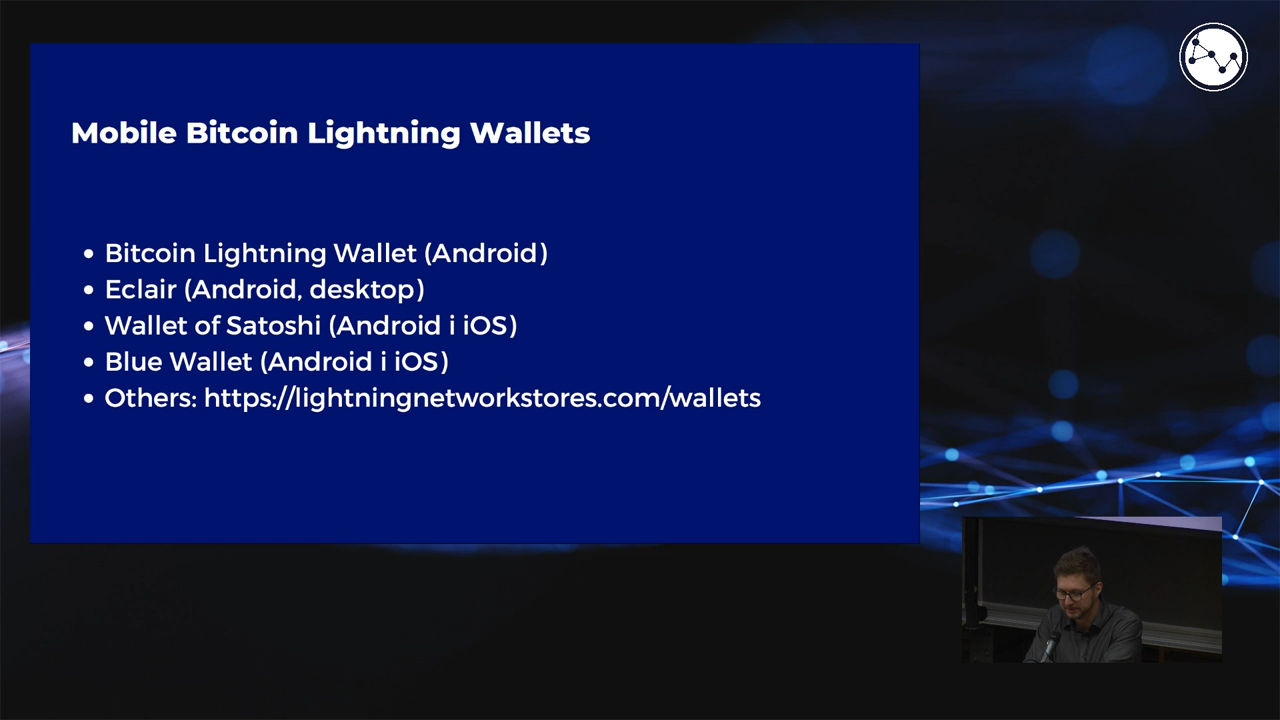 Mobile Bitcoin Lightning Wallets
• Bitcoin Lightning Wallet (Android)
• Eclair (Android, desktop)
• Wallet of Satoshi (Android i iOS)
• Blue Wallet (Android i iOS)
• Others: https://lightningnetworkstores.com/wallets